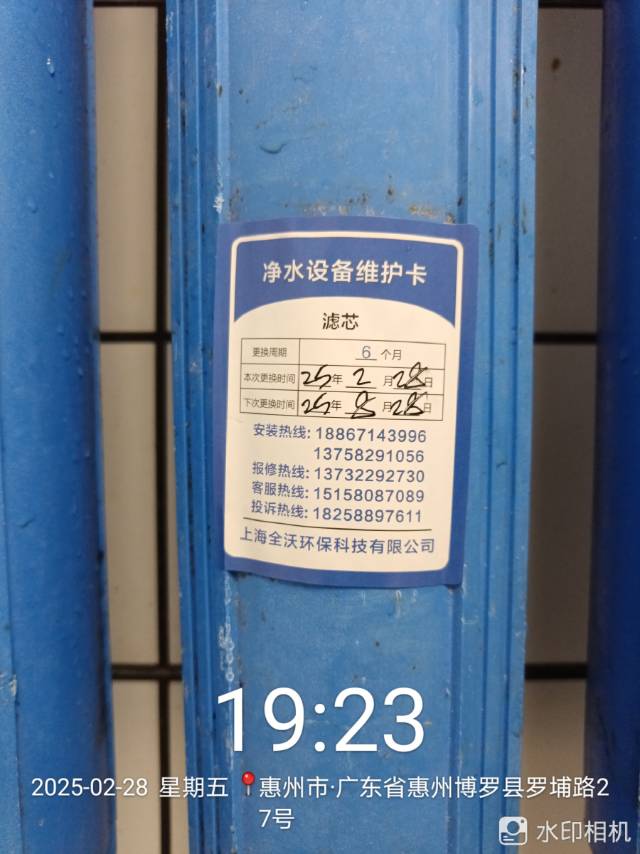 净水设备维护卡
滤芯
更换周期 6 个月
本次更换时间 25年 2 月 28日
下次更换时间 25年 8 月 28日
安装热线: 18867143996
13758291056
报修热线: 13732292730
客服热线: 15158087089
投诉热线: 18258897611
上海全沃环保科技有限公司
19:23
2025-02-28 星期五 惠州市·广东省惠州博罗县罗埔路2
7号
水印相机